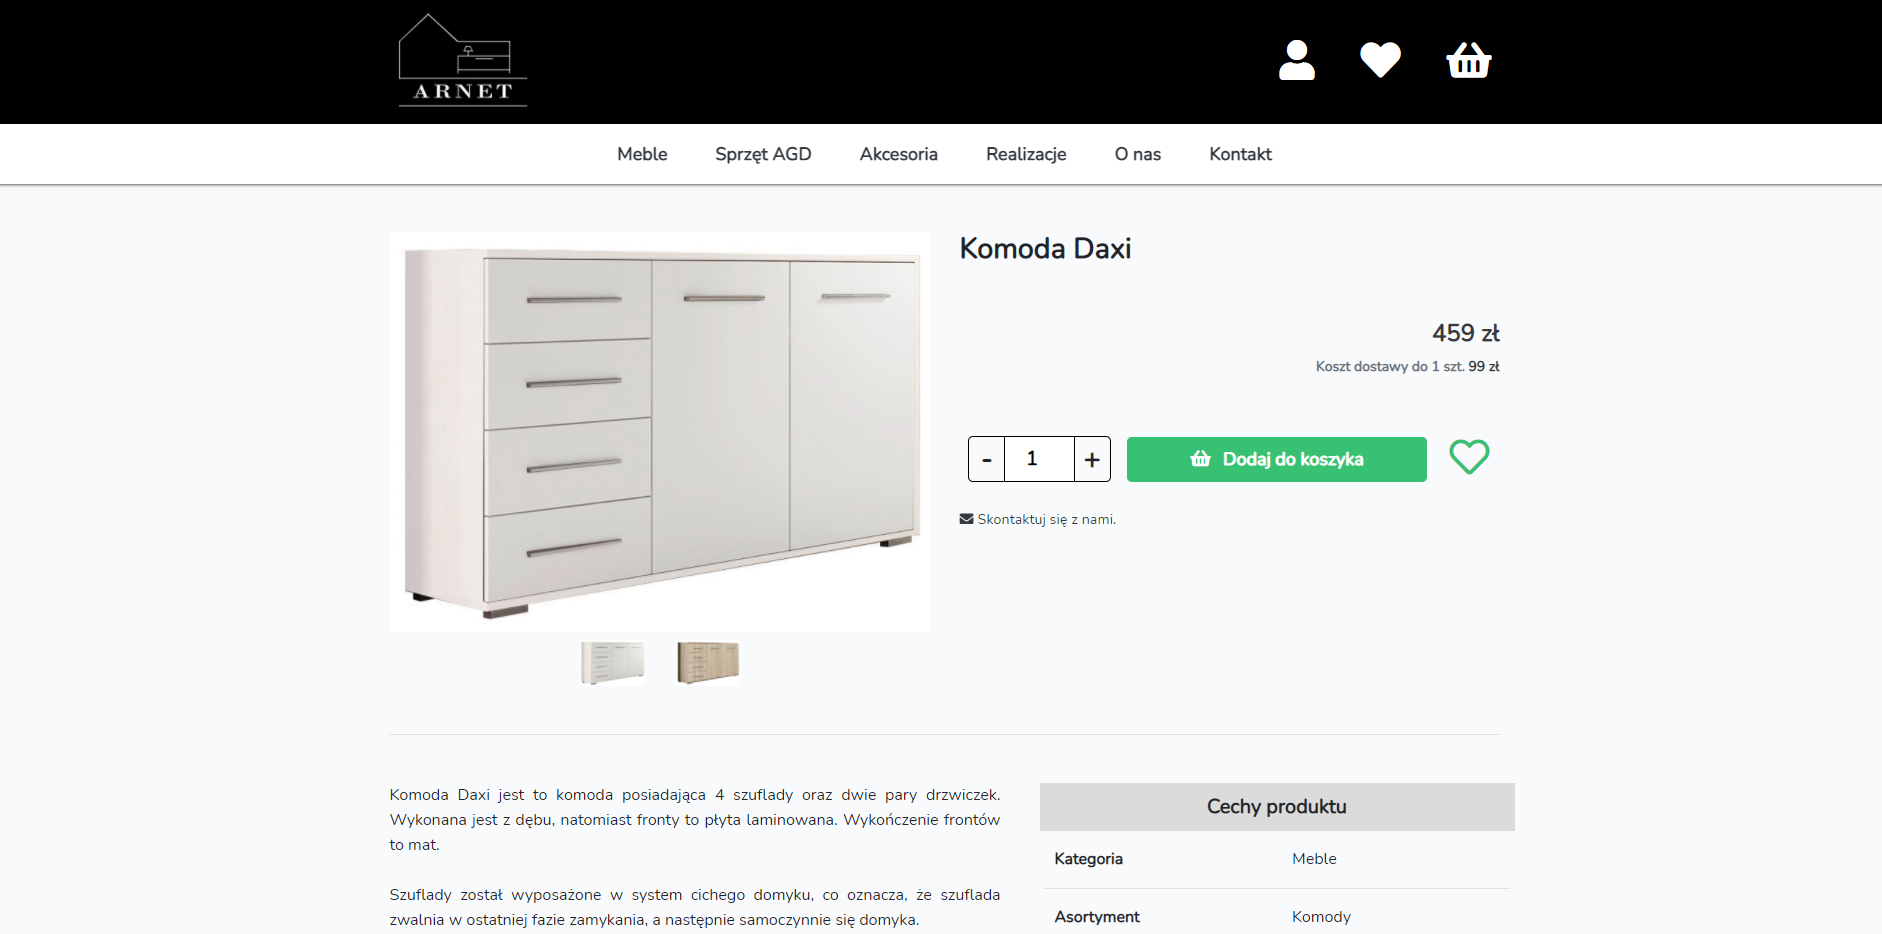 ARNET
Meble
Sprzęt AGD
Akcesoria
Realizacje
O nas
Kontakt
Komoda Daxi
459 zł
Koszt dostawy do 1 szt. 99 zł
- 1 +
Dodaj do koszyka
Skontaktuj się z nami.
Komoda Daxi jest to komoda posiadająca 4 szuflady oraz dwie pary drzwiczek.
Wykonana jest z dębu, natomiast fronty to płyta laminowana. Wykończenie frontów
to mat.
Szuflady został wyposażone w system cichego domyku, co oznacza, że szuflada
zwalnia w ostatniej fazie zamykania, a następnie samoczynnie się domyka.
Cechy produktu
Kategoria Meble
Asortyment Komody